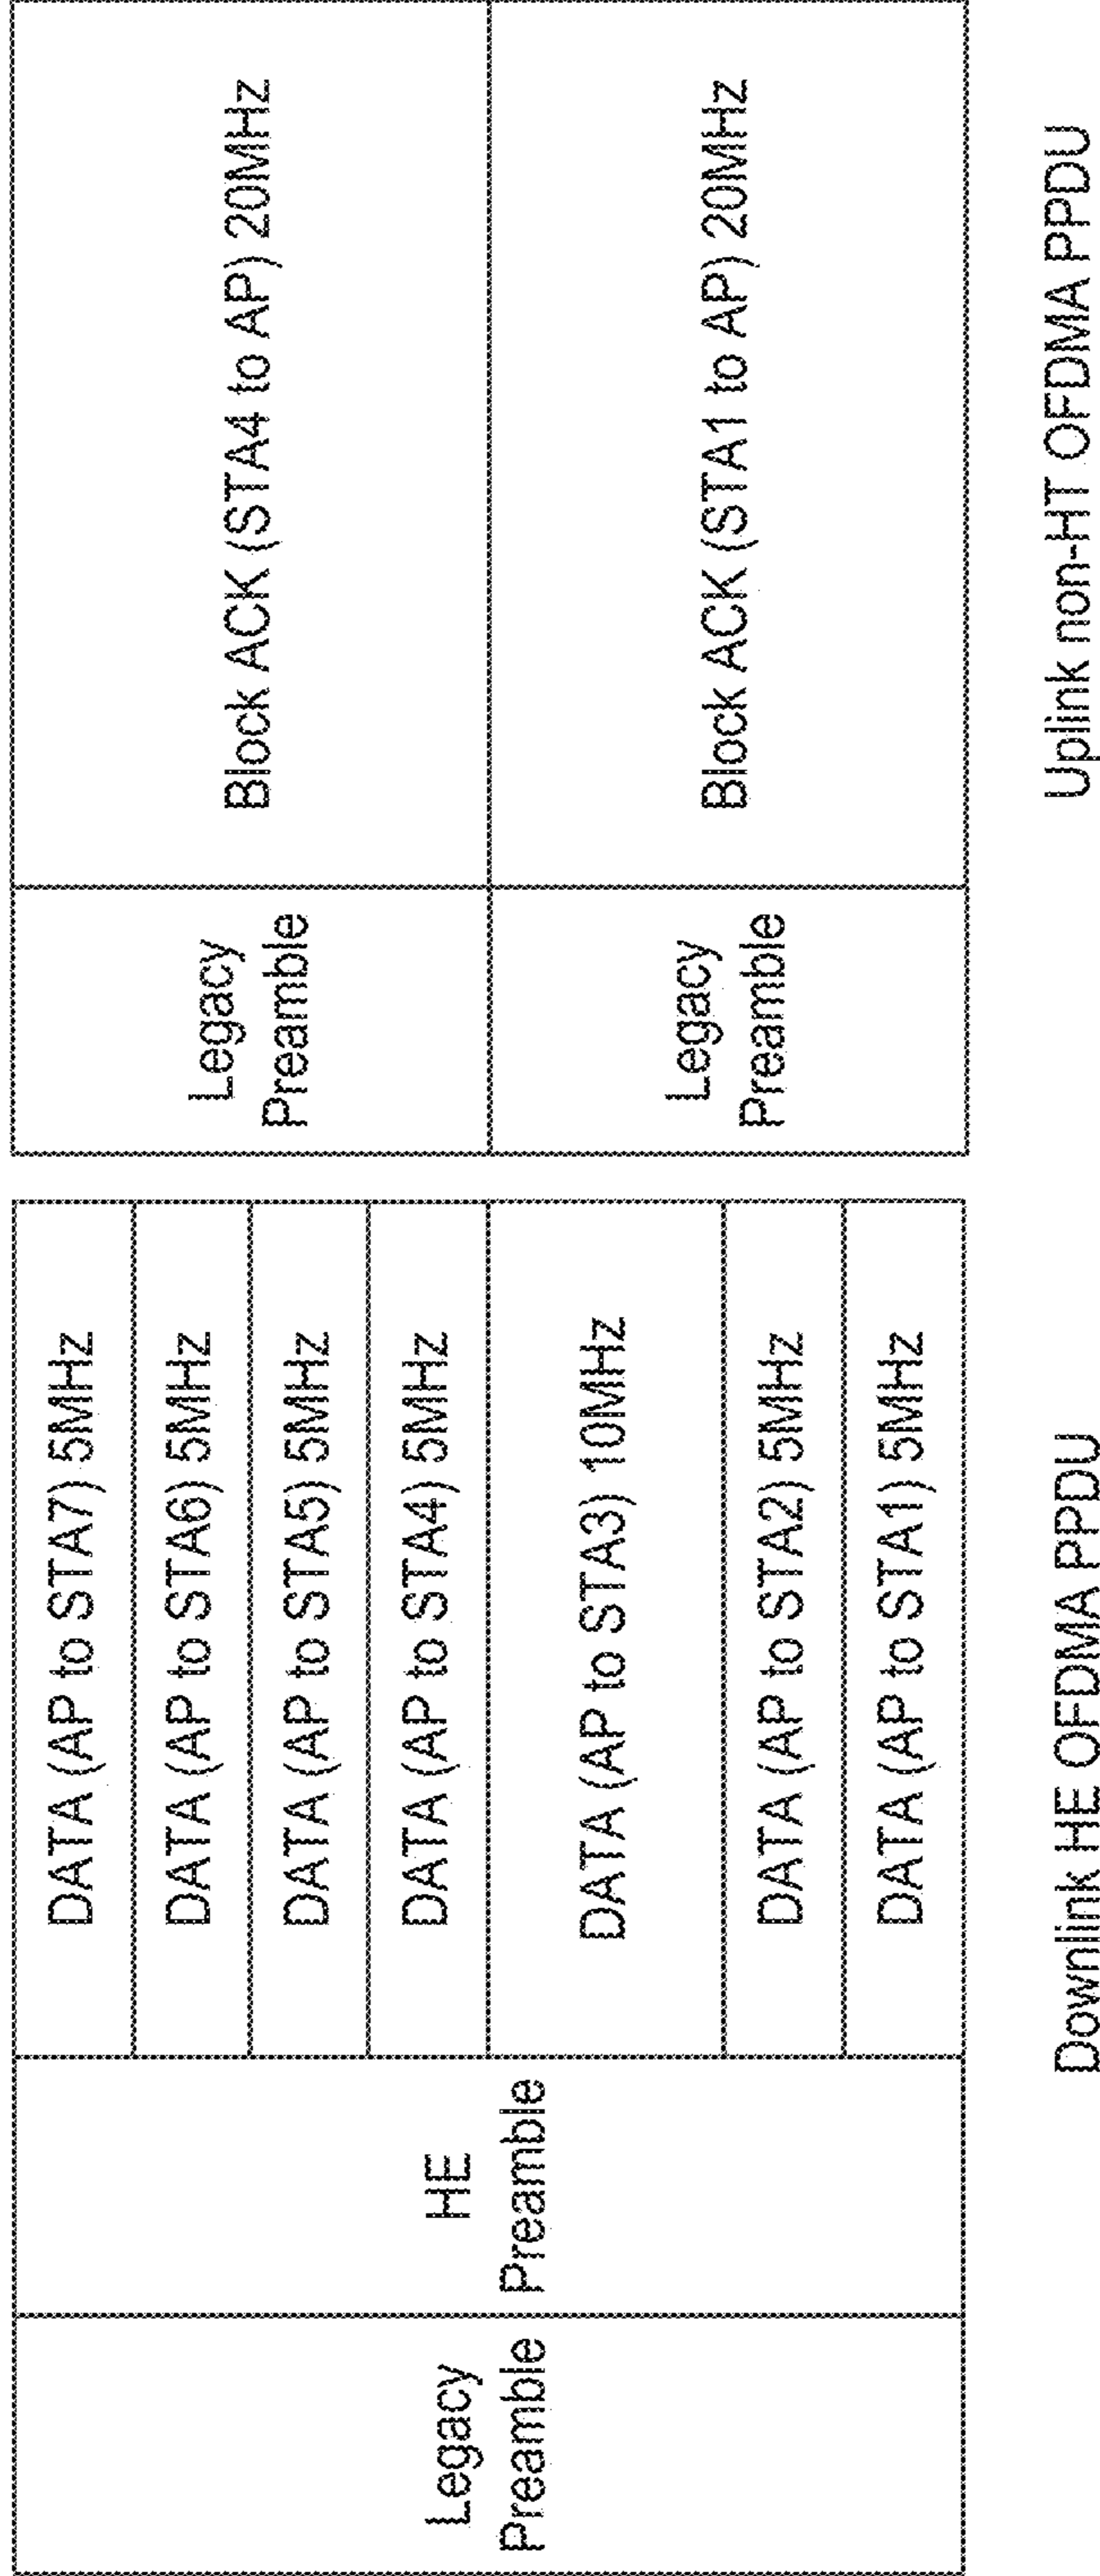 Legacy
Preamble
HE
Preamble
DATA (AP to STA7) 5MHz
DATA (AP to STA6) 5MHz
DATA (AP to STA5) 5MHz
DATA (AP to STA4) 5MHz
DATA (AP to STA3) 10MHz
DATA (AP to STA2) 5MHz
DATA (AP to STA1) 5MHz
Downlink HE OFDMA PPDU
Legacy
Preamble
Block ACK (STA4 to AP) 20MHz
Legacy
Preamble
Block ACK (STA1 to AP) 20MHz
Uplink non-HT OFDMA PPDU